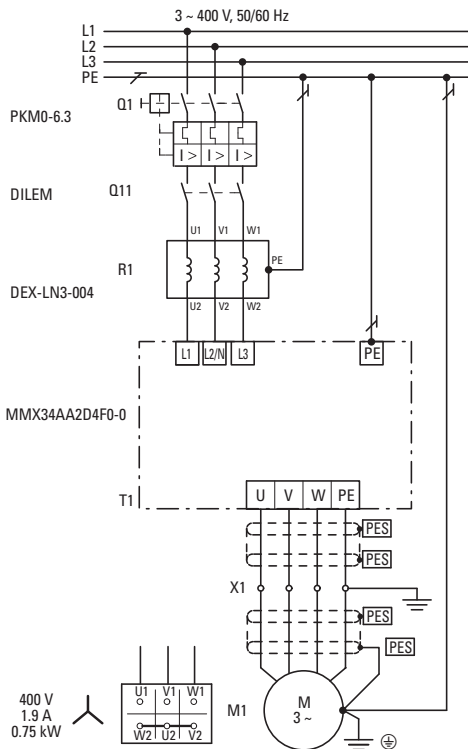 3 ~ 400 V, 50/60 Hz
L1
L2
L3
PE
Q1
PKM0-6.3
I > I > I >
DILEM
Q11
U1 V1 W1
R1
PE
DEX-LN3-004
U2 V2 W2
L1 L2/N L3 PE
MMX34AA2D4F0-0
T1
U V W PE
PES
PES
X1
PES
PES
400 V
1.9 A
0.75 kW
U1 V1 W1
W2 U2 V2
M1
M
3 ~